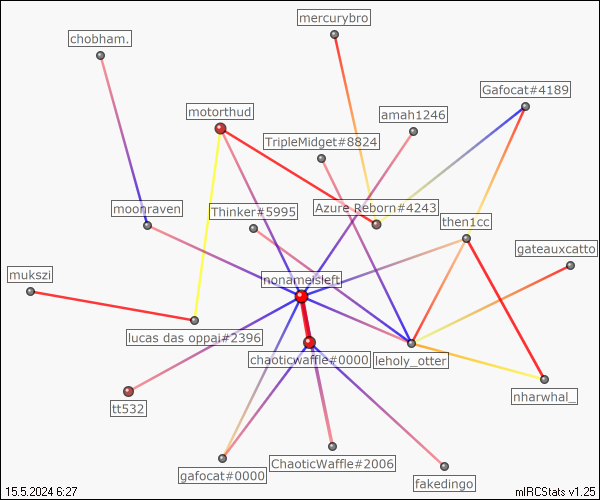 mercurybro
chobham.
Gafocat#4189
motorthud
amah1246
TripleMidget#8824
moonraven
Thinker#5995
Azure Reborn#4243
then1cc
gateauxcatto
mukszi
nonameisleft
lucas das oppai#2396
chaoticwaffle#0000
leholy_otter
nharwhal_
tt532
gafocat#0000
ChaoticWaffle#2006
fakedingo
15.5.2024 6:27
mIRCStats v1.25